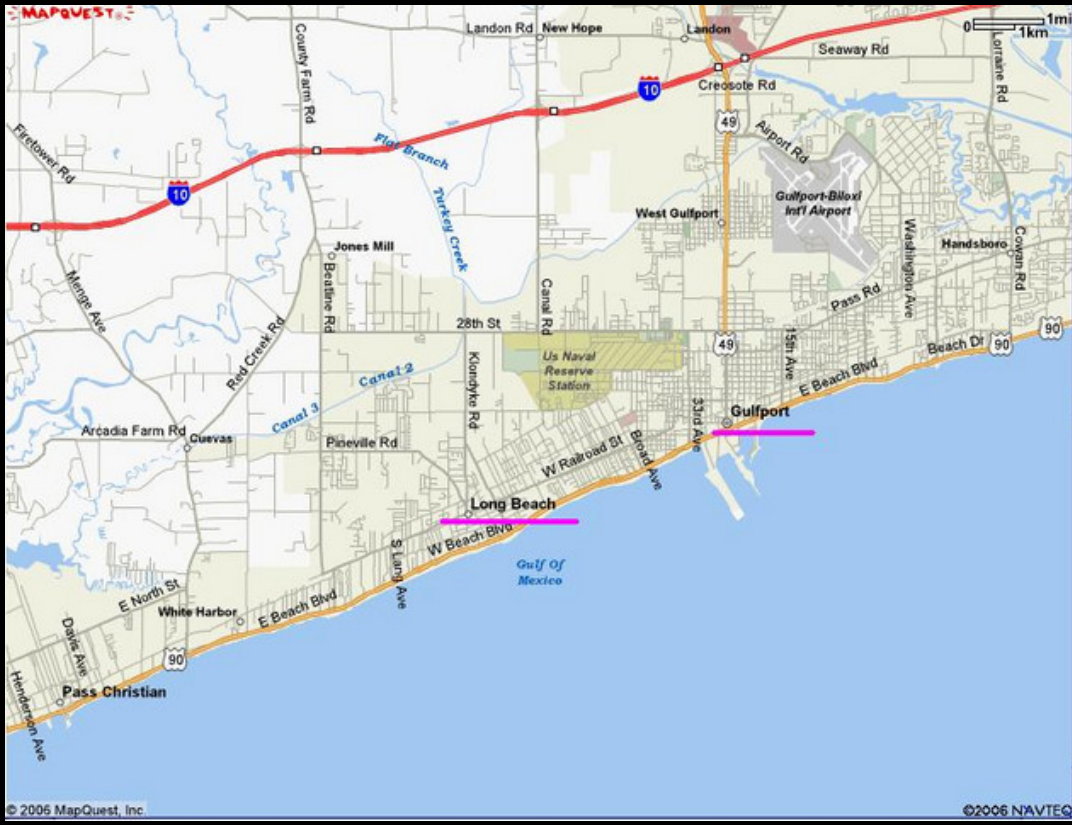 MAPQUEST
Landon Rd
New Hope
Landon
0
1mi
1km
Seaway Rd
Lorraine Rd
County Farm Rd
10
Creosote Rd
49
Airport Rd
Firetower Rd
Flat Branch
10
Turkey Creek
Gulfport-Biloxi
Int'l Airport
West Gulfport
Washington Ave
Handsboro
Cowan Rd
Jones Mill
Menge Ave
Beatline Rd
Canal Rd
Pass Rd
28th St
49
15th Ave
Beach Dr
90
90
Red Creek Rd
Klondyke Rd
Us Naval
Reserve
Station
Canal 2
E Beach Blvd
Canal 3
33rd Ave
Gulfport
Arcadia Farm Rd
Cuevas
Pineville Rd
W Railroad St
Broad Ave
Long Beach
W Beach Blvd
S Lang Ave
Gulf Of
Mexico
E North St
White Harbor
E Beach Blvd
Davis Ave
90
Henderson Ave
Pass Christian
© 2006 MapQuest, Inc.
©2006 NAVTEQ